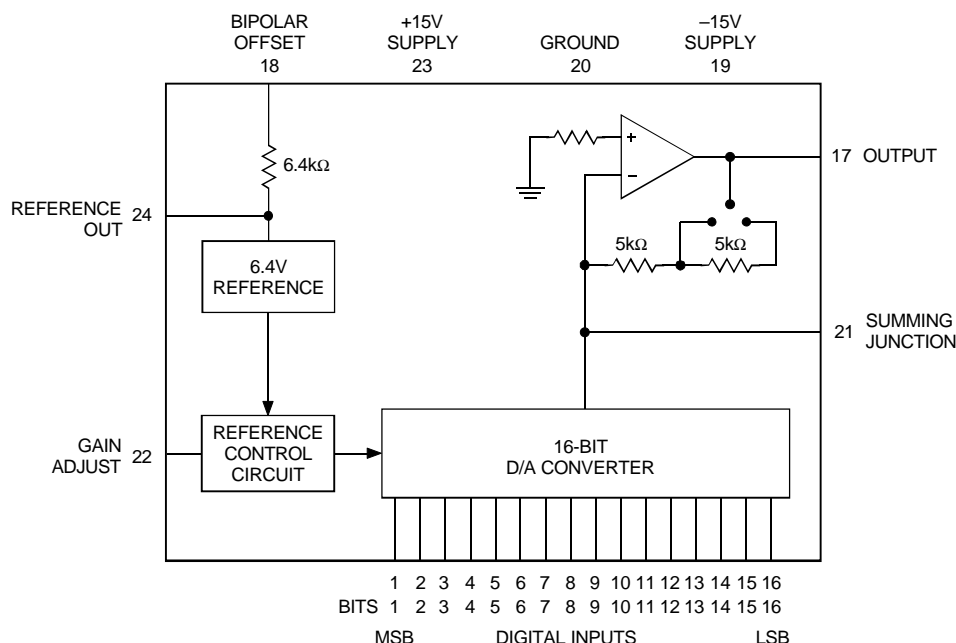 BIPOLAR
OFFSET
18
+15V
SUPPLY
23
GROUND
20
–15V
SUPPLY
19
6.4kΩ
+
–
17 OUTPUT
REFERENCE
OUT
24
5kΩ
5kΩ
6.4V
REFERENCE
21
SUMMING
JUNCTION
GAIN
ADJUST
22
REFERENCE
CONTROL
CIRCUIT
16-BIT
D/A CONVERTER
1 2 3 4 5 6 7 8 9 10 11 12 13 14 15 16
BITS 1 2 3 4 5 6 7 8 9 10 11 12 13 14 15 16
MSB DIGITAL INPUTS LSB